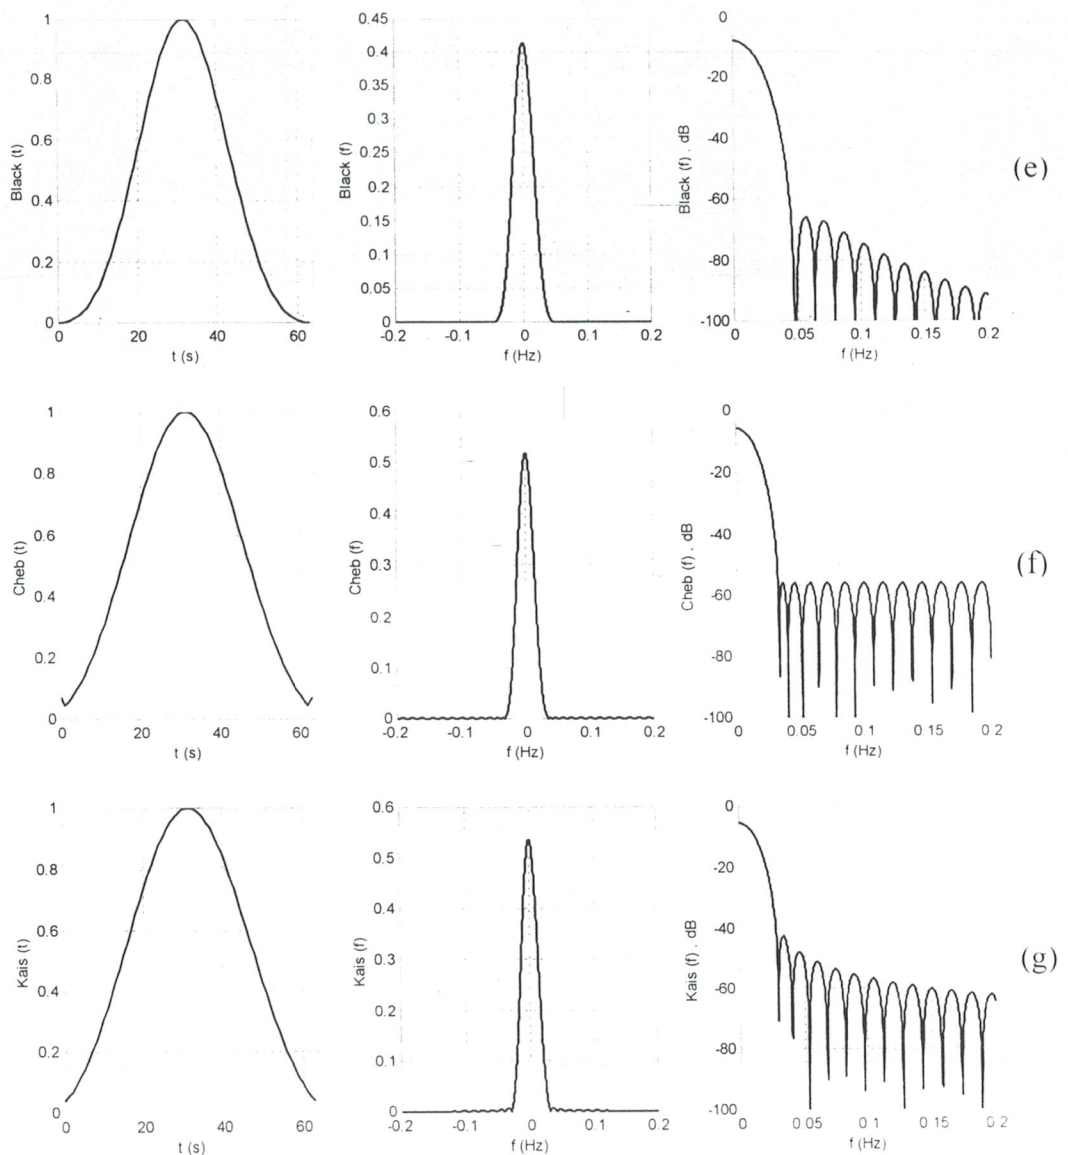 Black (t)
1
0.8
0.6
0.4
0.2
0
0 20 40 60
t (s)
Black (f)
0.45
0.4
0.35
0.3
0.25
0.2
0.15
0.1
0.05
0
-0.2 -0.1 0 0.1 0.2
f (Hz)
Black (f) , dB
0
-20
-40
-60
-80
-100
0 0.05 0.1 0.15 0.2
f (Hz)
(e)
Cheb (t)
1
0.8
0.6
0.4
0.2
0
0 20 40 60
t (s)
Cheb (f)
0.6
0.5
0.4
0.3
0.2
0.1
0
-0.2 -0.1 0 0.1 0.2
f (Hz)
Cheb (f) , dB
0
-20
-40
-60
-80
-100
0 0.05 0.1 0.15 0 2
f (Hz)
(f)
Kais (t)
1
0.8
0.6
0.4
0.2
0
0 20 40 60
t (s)
Kais (f)
0.6
0.5
0.4
0.3
0.2
0.1
0
-0.2 -0.1 0 0.1 0.2
f (Hz)
Kais (f) , dB
0
-20
-40
-60
-80
-100
0 0 05 0 1 0 15 0 2
f (Hz)
(g)